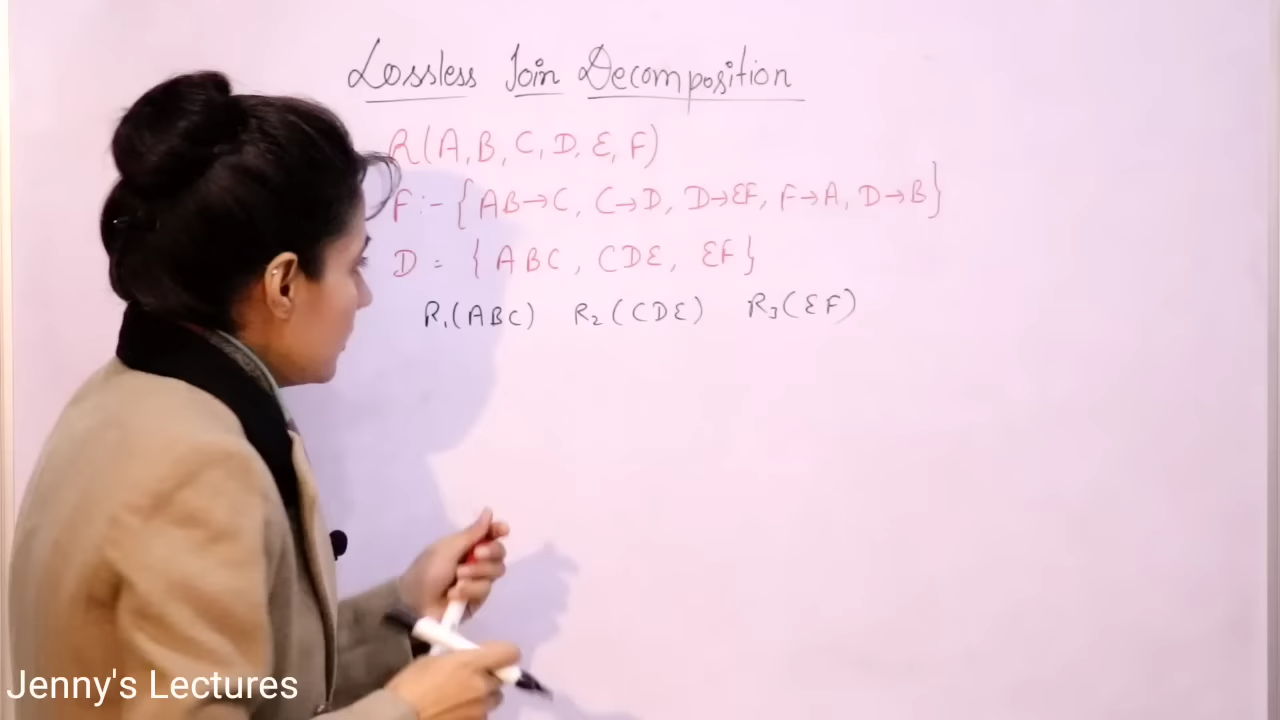 Lossless Join Decomposition
R(A,B,C,D,E,F)
F:- {AB→C, C→D, D→EF, F→A, D→B}
D = {ABC, CDE, EF}
R₁(ABC) R₂(CDE) R₃(EF)
Jenny's Lectures